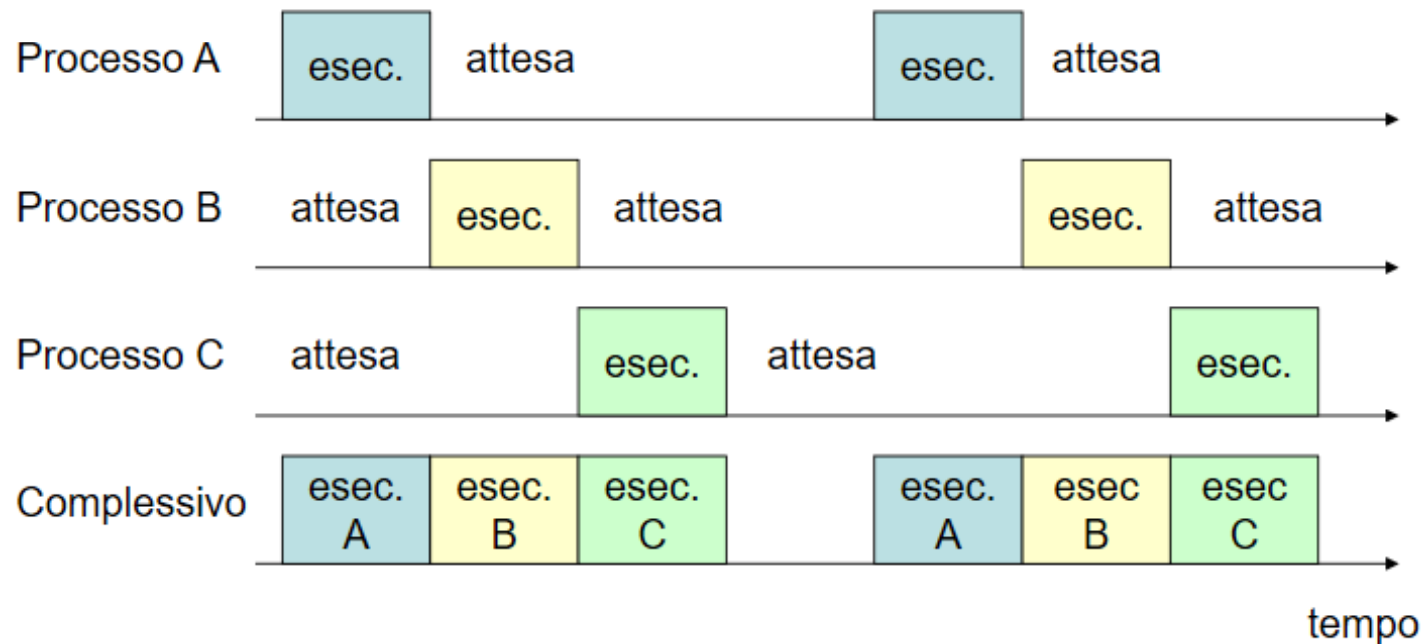 Processo A
esec.
attesa
esec.
attesa
Processo B
attesa
esec.
attesa
esec.
attesa
Processo C
attesa
esec.
attesa
esec.
Complessivo
esec.
A
esec.
B
esec.
C
esec.
A
esec
B
esec
C
tempo